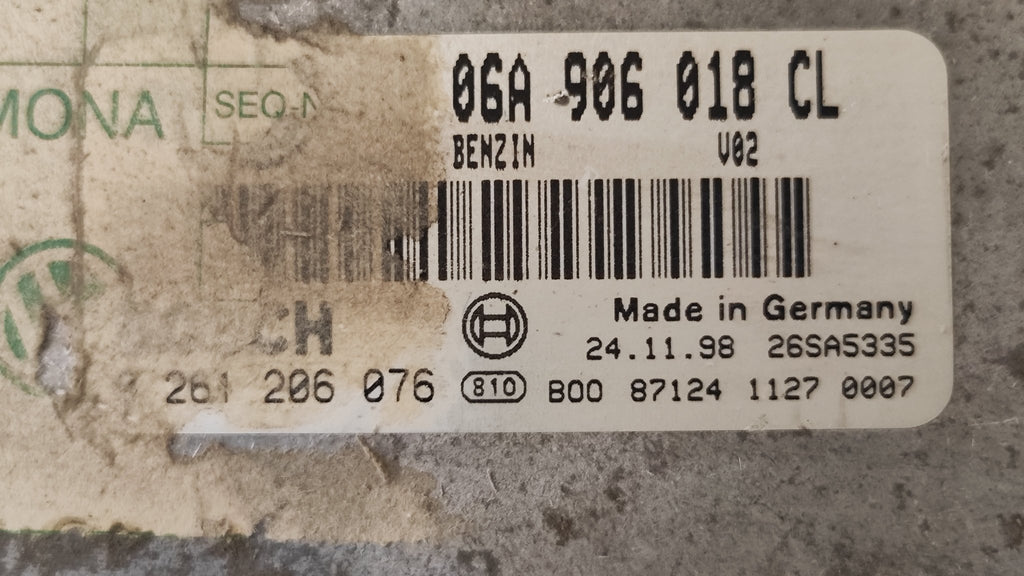 06A 906 018 CL
MONA SEQ-N
BENZIN V02
CH
Made in Germany
24.11.98 26SA5335
261 206 076 810 B00 87124 1127 0007